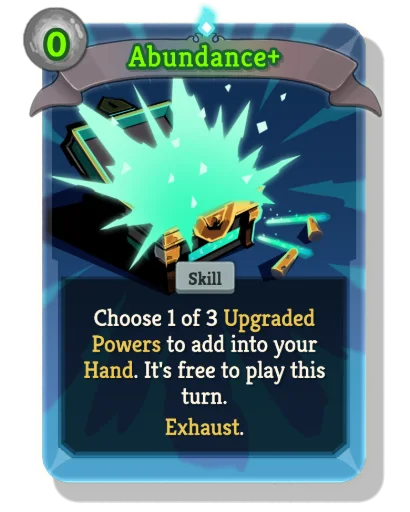 0
Abundance+
Skill
Choose 1 of 3 Upgraded
Powers to add into your
Hand. It's free to play this
turn.
Exhaust.